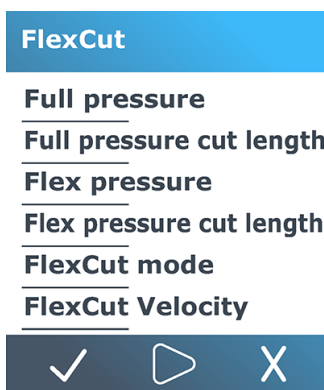 FlexCut
Full pressure
Full pressure cut length
Flex pressure
Flex pressure cut length
FlexCut mode
FlexCut Velocity